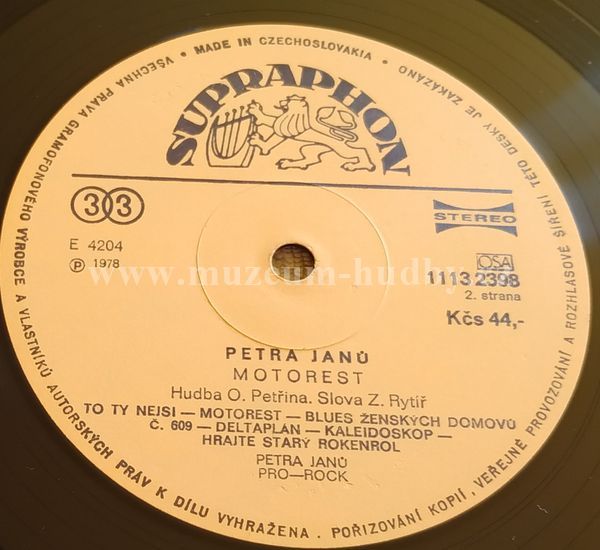 VŠECHNA PRÁVA GRAMOFONOVÉHO VÝROBCE A VLASTNÍKŮ AUTORSKÝCH PRÁV K DÍLU VYHRAŽENA. POŘIZOVÁNÍ KOPIÍ, VEŘEJNÉ PROVOZOVÁNÍ A ROZHLASOVÉ ŠÍŘENÍ TÉTO DESKY JE ZAKÁZÁNO • MADE IN CZECHOSLOVAKIA •
SUPRAPHON
33
STEREO
E 4204
Ⓟ 1978
OSA
1113 2398
2. strana
Kčs 44,-
www.muzeum-hudby
PETRA JANŮ
MOTOREST
Hudba O. Petřina. Slova Z. Rytíř
TO TY NEJSI — MOTOREST — BLUES ŽENSKÝCH DOMOVŮ
Č. 609 — DELTAPLÁN — KALEIDOSKOP —
HRAJTE STARÝ ROKENROL
PETRA JANŮ
PRO—ROCK